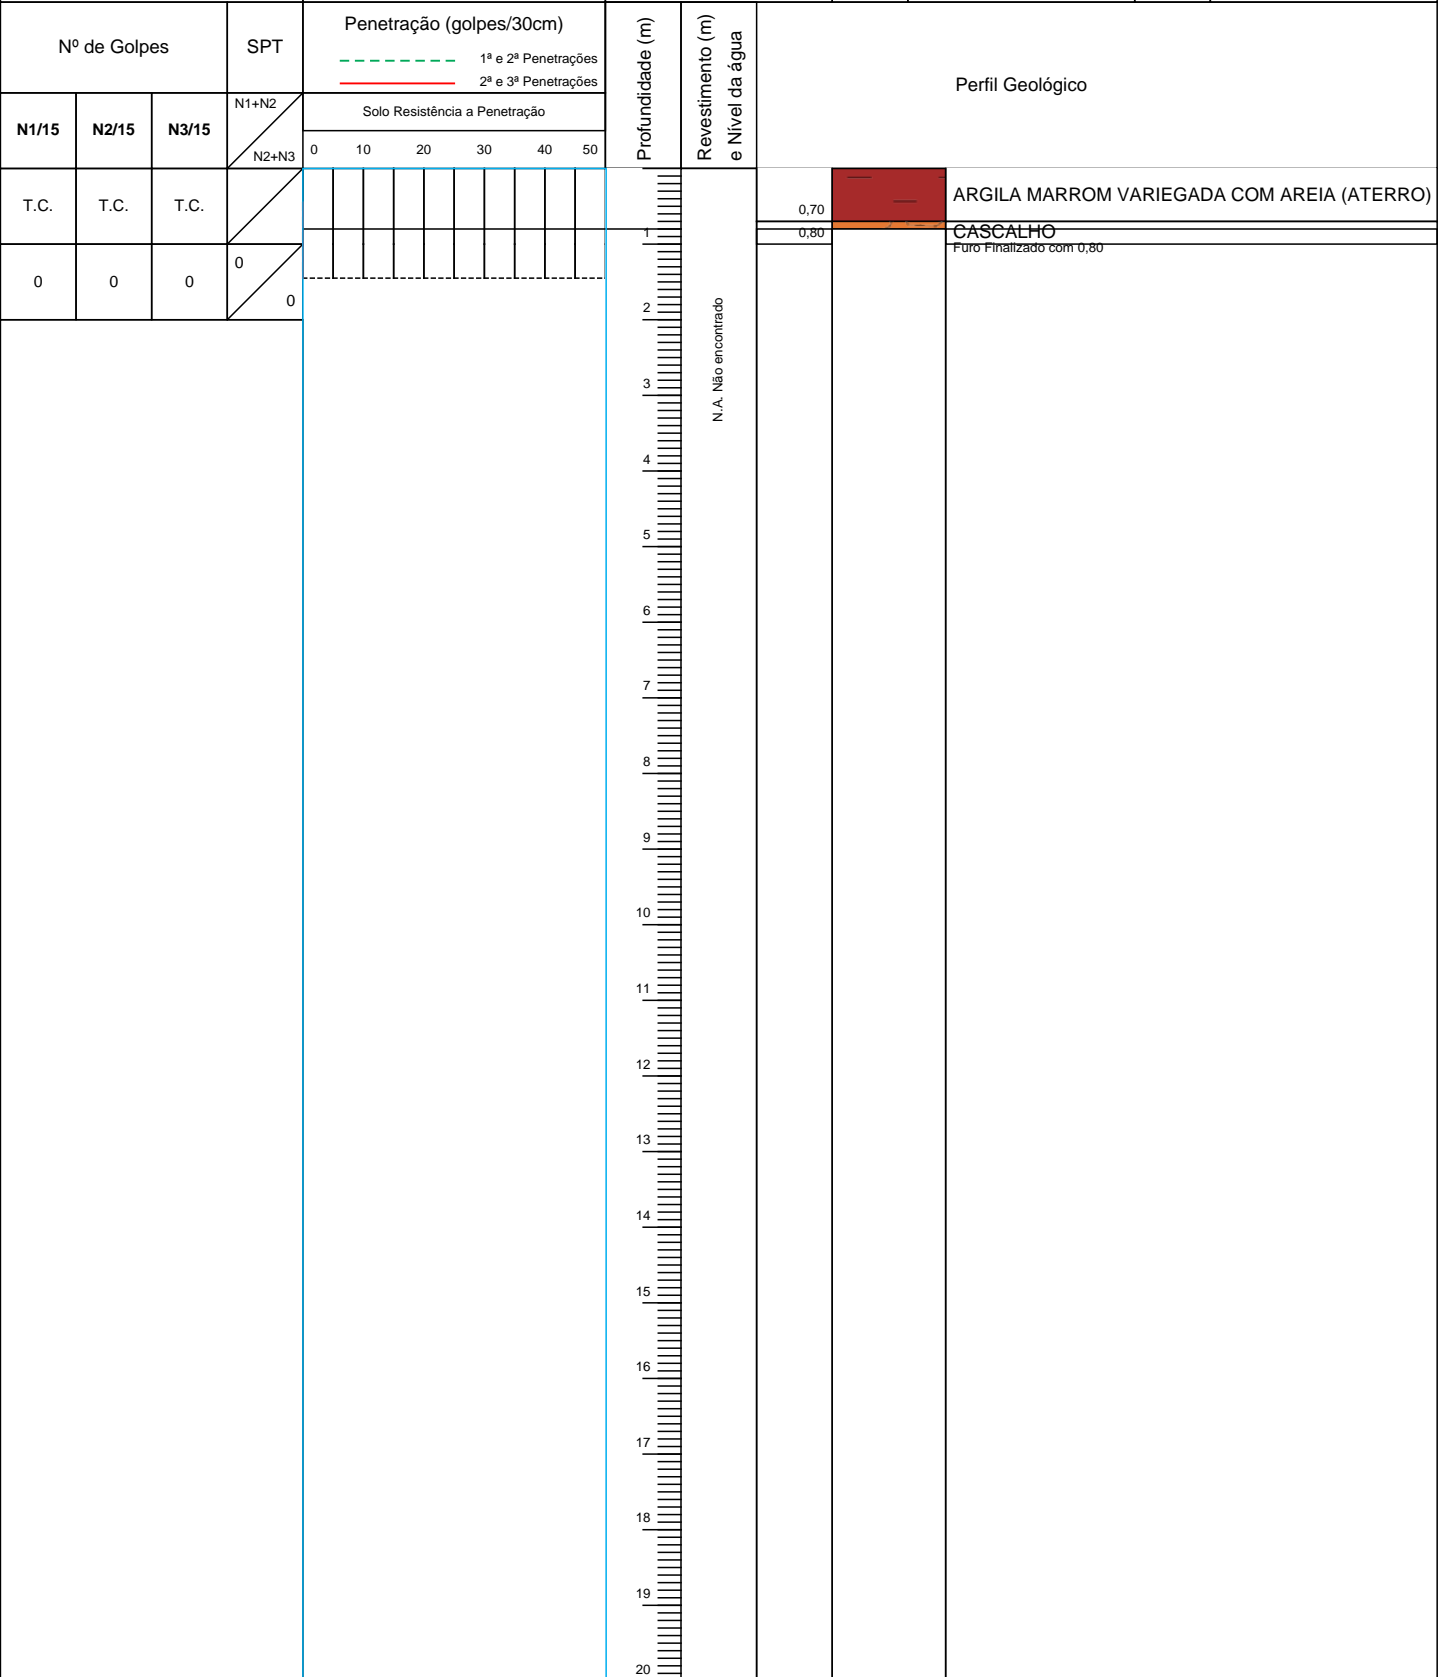 Nº de Golpes
SPT
Penetração (golpes/30cm)
1ª e 2ª Penetrações
2ª e 3ª Penetrações
Profundidade (m)
Revestimento (m)
e Nível da água
Perfil Geológico
N1/15
N2/15
N3/15
N1+N2
N2+N3
Solo Resistência a Penetração
0 10 20 30 40 50
T.C.
T.C.
T.C.
0,70
ARGILA MARROM VARIEGADA COM AREIA (ATERRO)
0,80
CASCALHO
Furo Finalizado com 0,80
0
0
0
0
0
N.A. Não encontrado
1
2
3
4
5
6
7
8
9
10
11
12
13
14
15
16
17
18
19
20